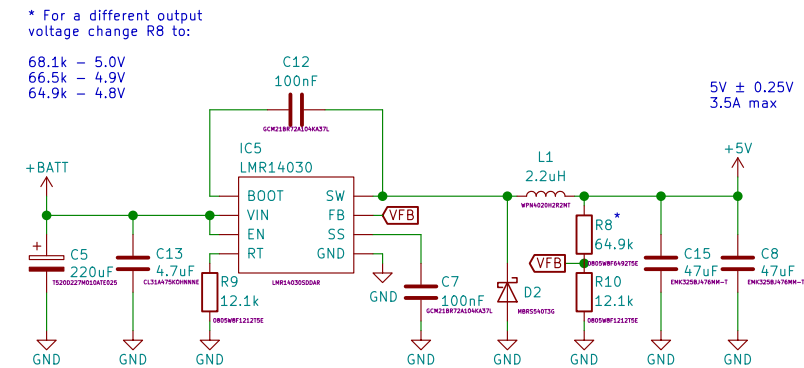 * For a different output
voltage change R8 to:
68.1k – 5.0V
66.5k – 4.9V
64.9k – 4.8V
5V ± 0.25V
3.5A max
C12
100nF
GCM21BR72A104KA37L
IC5
LMR14030
BOOT
VIN
EN
RT
SW
FB
SS
GND
LMR14030SDDAR
VFB
GND
+BATT
+
C5
220uF
T520D227M010ATE025
GND
C13
4.7uF
CL31A475KOHNNNE
GND
R9
12.1k
0805W8F1212T5E
GND
C7
100nF
GCM21BR72A104KA37L
GND
D2
MBRS540T3G
GND
L1
2.2uH
WPN4020H2R2MT
+5V
R8
*
64.9k
0805W8F6492T5E
VFB
R10
12.1k
0805W8F1212T5E
GND
C15
47uF
EMK325BJ476MM-T
GND
C8
47uF
EMK325BJ476MM-T
GND